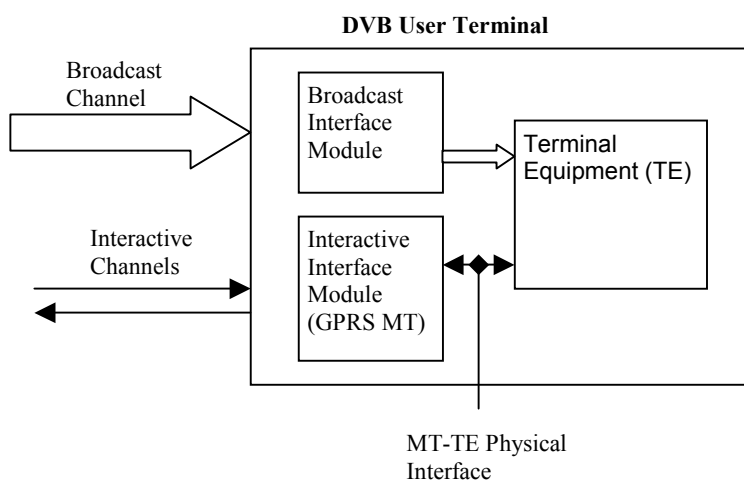 DVB User Terminal
Broadcast
Channel
Broadcast
Interface
Module
Terminal
Equipment (TE)
Interactive
Channels
Interactive
Interface
Module
(GPRS MT)
MT-TE Physical
Interface